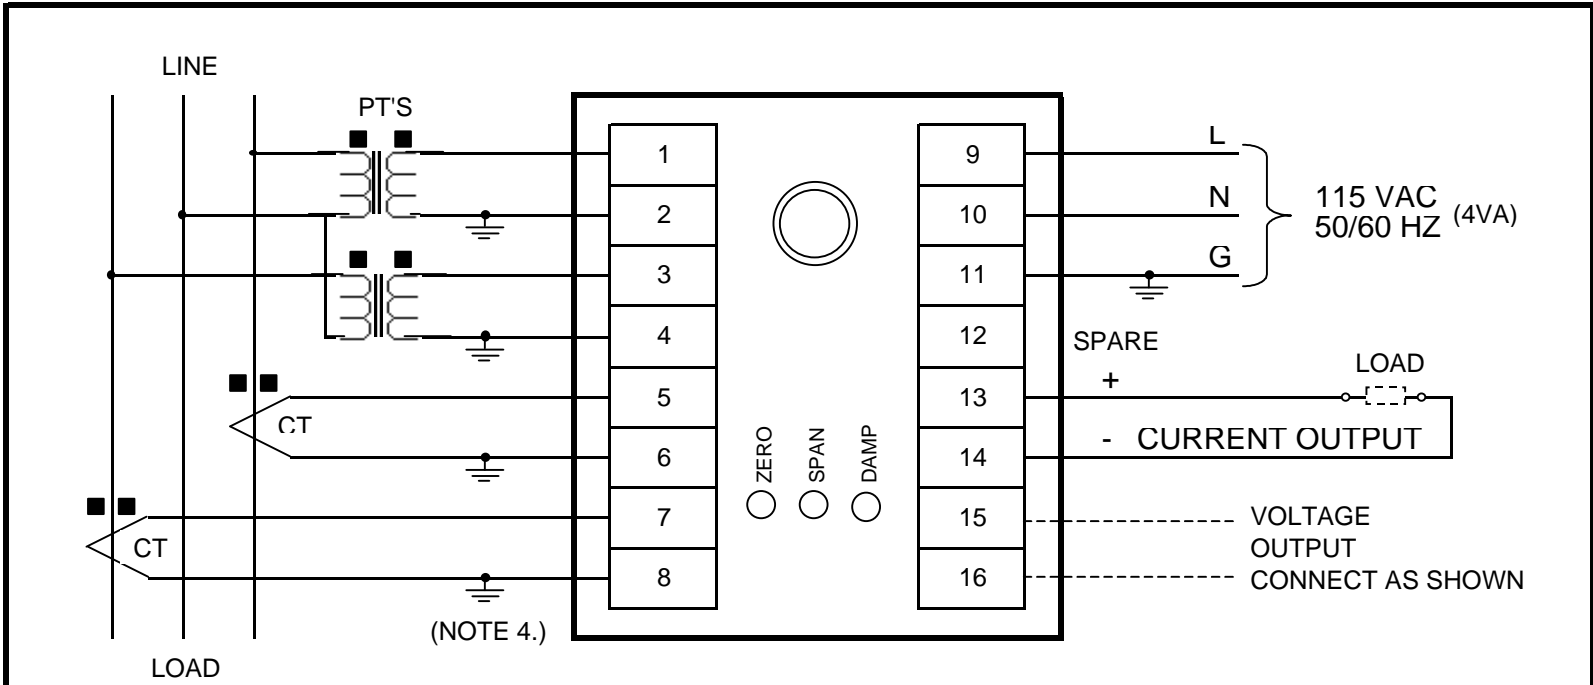 LINE
PT'S
1
2
3
4
5
6
7
8
CT
CT
(NOTE 4.)
LOAD
ZERO
SPAN
DAMP
9
10
11
12
13
14
15
16
L
N
G
115 VAC
50/60 HZ (4VA)
SPARE
+
LOAD
- CURRENT OUTPUT
VOLTAGE
OUTPUT
CONNECT AS SHOWN